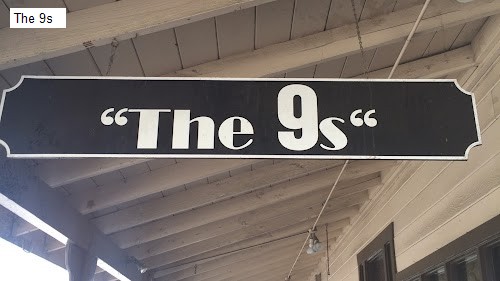 The 9s
“The 9s“